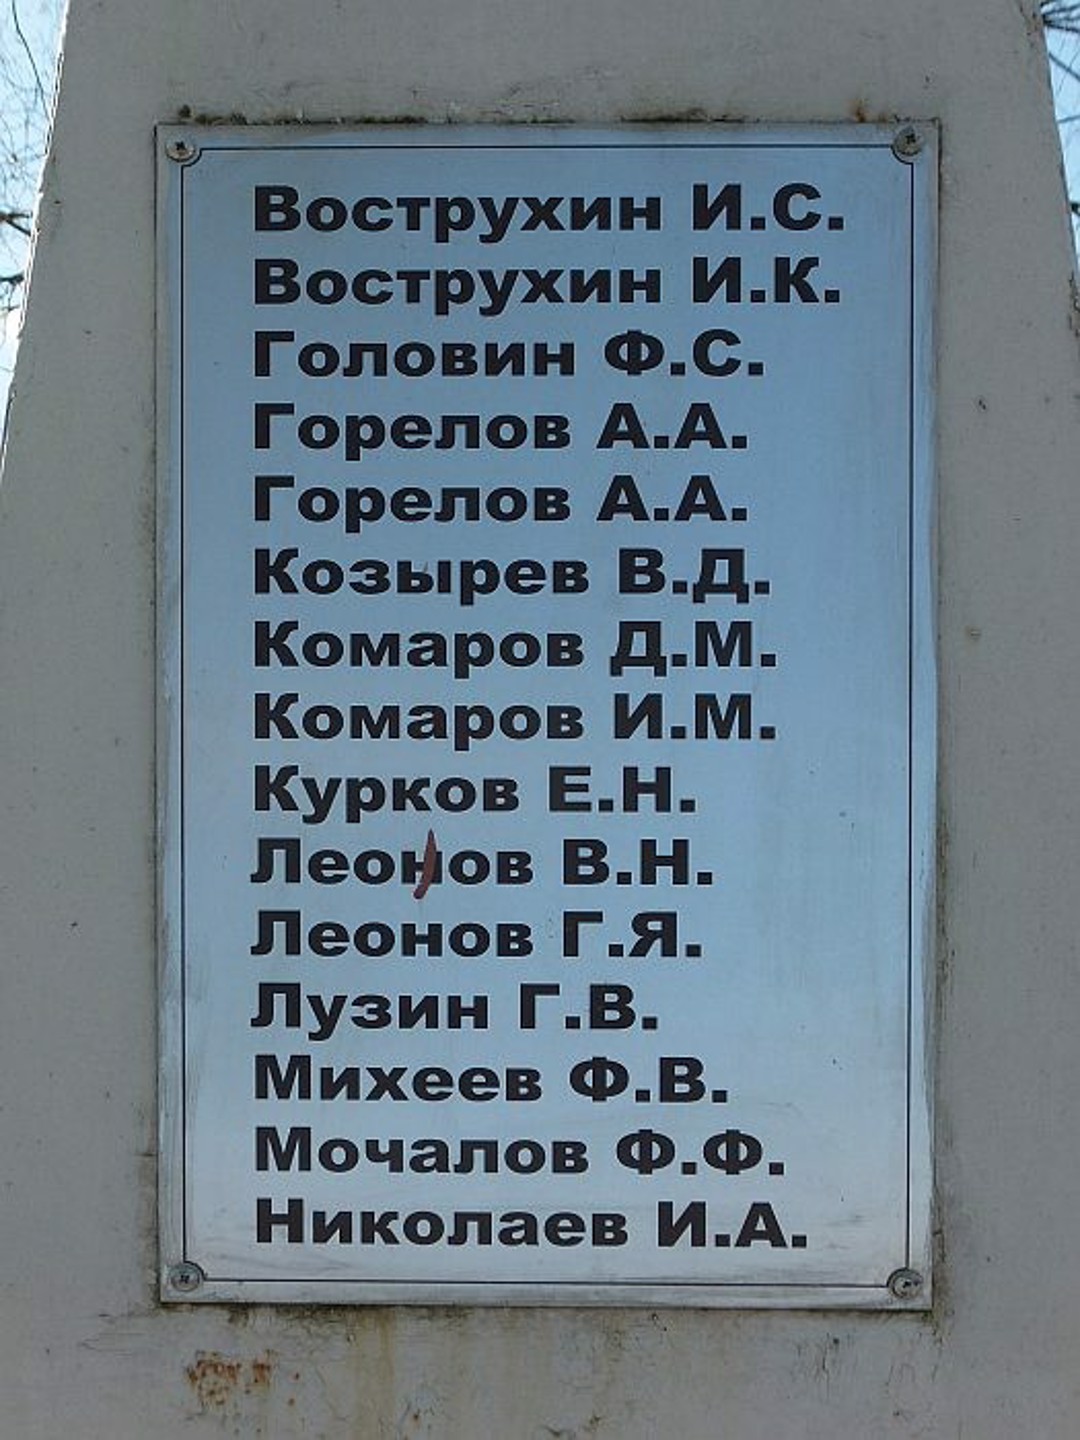 Вострухин И.С.
Вострухин И.К.
Головин Ф.С.
Горелов А.А.
Горелов А.А.
Козырев В.Д.
Комаров Д.М.
Комаров И.М.
Курков Е.Н.
Леонов В.Н.
Леонов Г.Я.
Лузин Г.В.
Михеев Ф.В.
Мочалов Ф.Ф.
Николаев И.А.